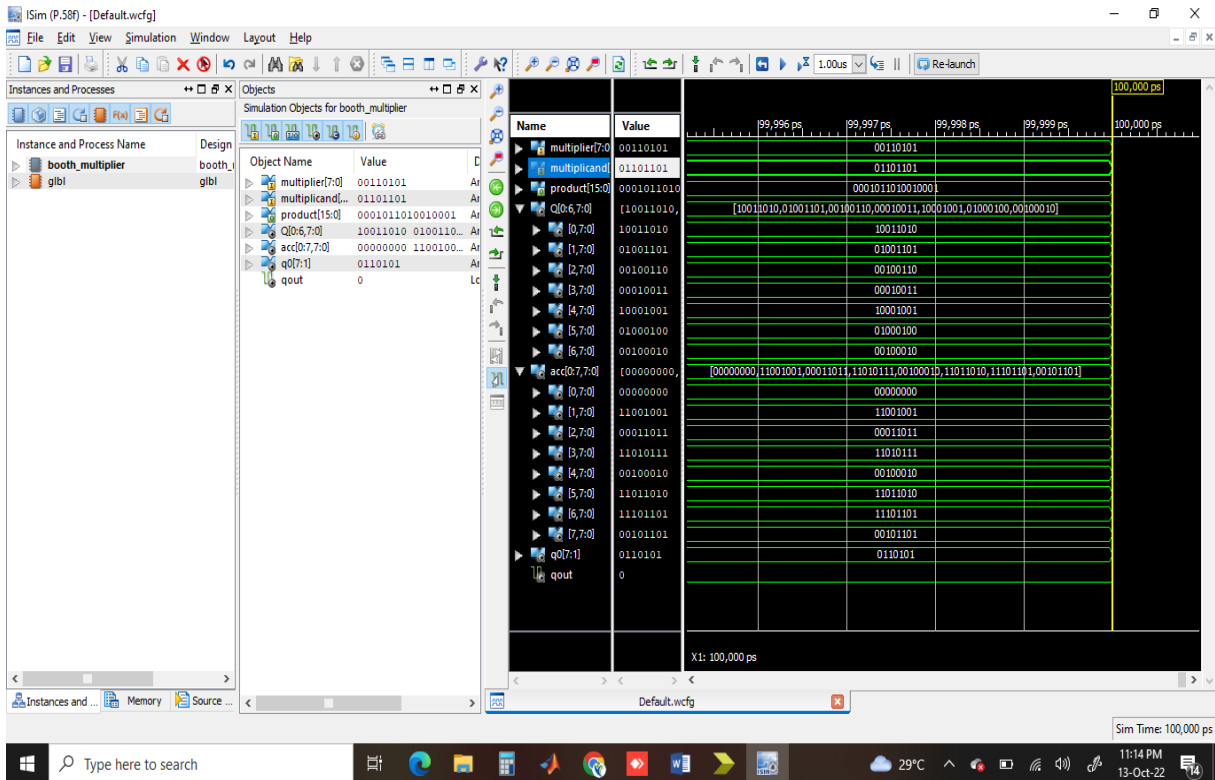 ISim (P.58f) - [Default.wcfg]
File Edit View Simulation Window Layout Help
1.00us Re-launch
Instances and Processes
Instance and Process Name Design
booth_multiplier booth_
glbl glbl
Instances and ... Memory Source ...
Objects
Simulation Objects for booth_multiplier
Object Name Value
multiplier[7:0] 00110101 Ar
multiplicand[... 01101101 Ar
product[15:0] 0001011010010001 Ar
Q[0:6,7:0] 10011010 0100110... Ar
acc[0:7,7:0] 00000000 1100100... Ar
q0[7:1] 0110101 Ar
qout 0 Lc
100,000 ps
Name Value 99,996 ps 99,997 ps 99,998 ps 99,999 ps 100,000 ps
multiplier[7:0 00110101 00110101
multiplicand[ 01101101 01101101
product[15:0] 0001011010 0001011010010001
Q[0:6,7:0] [10011010, [10011010,01001101,00100110,00010011,10001001,01000100,00100010]
[0,7:0] 10011010 10011010
[1,7:0] 01001101 01001101
[2,7:0] 00100110 00100110
[3,7:0] 00010011 00010011
[4,7:0] 10001001 10001001
[5,7:0] 01000100 01000100
[6,7:0] 00100010 00100010
acc[0:7,7:0] [00000000, [00000000,11001001,00011011,11010111,00100010,11011010,11101101,00101101]
[0,7:0] 00000000 00000000
[1,7:0] 11001001 11001001
[2,7:0] 00011011 00011011
[3,7:0] 11010111 11010111
[4,7:0] 00100010 00100010
[5,7:0] 11011010 11011010
[6,7:0] 11101101 11101101
[7,7:0] 00101101 00101101
q0[7:1] 0110101 0110101
qout 0
X1: 100,000 ps
Default.wcfg
Sim Time: 100,000 ps
Type here to search
29°C
11:14 PM
13-Oct-22
14